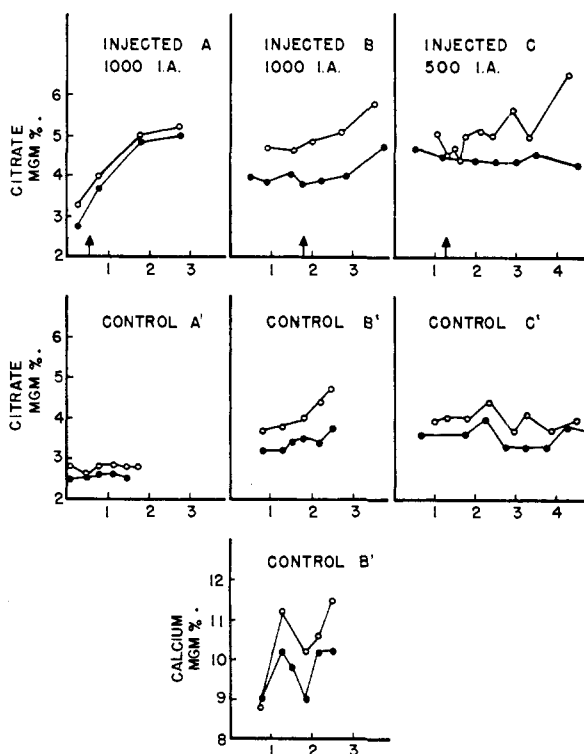 INJECTED A
1000 I.A.
INJECTED B
1000 I.A.
INJECTED C
500 I.A.
CITRATE
MGM %.
6
5
4
3
2
1 2 3
1 2 3
1 2 3 4
CONTROL A'
CONTROL B'
CONTROL C'
CITRATE
MGM %.
6
5
4
3
2
1 2 3
1 2 3
1 2 3 4
CONTROL B'
CALCIUM
MGM %.
12
11
10
9
8
1 2 3